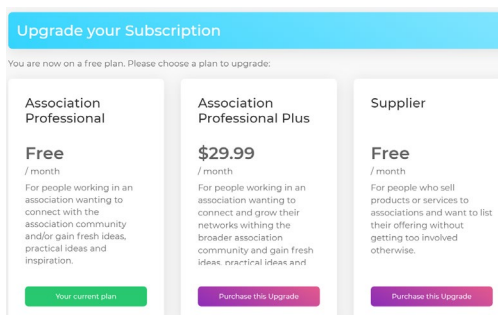 Upgrade your Subscription
You are now on a free plan. Please choose a plan to upgrade:
Association
Professional
Free
/ month
For people working in an
association wanting to
connect with the
association community
and/or gain fresh ideas,
practical ideas and
inspiration.
Your current plan
Association
Professional Plus
$29.99
/ month
For people working in an
association wanting to
connect and grow their
networks withing the
broader association
community and gain fresh
ideas, practical ideas and
Purchase this Upgrade
Supplier
Free
/ month
For people who sell
products or services to
associations and want to list
their offering without
getting too involved
otherwise.
Purchase this Upgrade